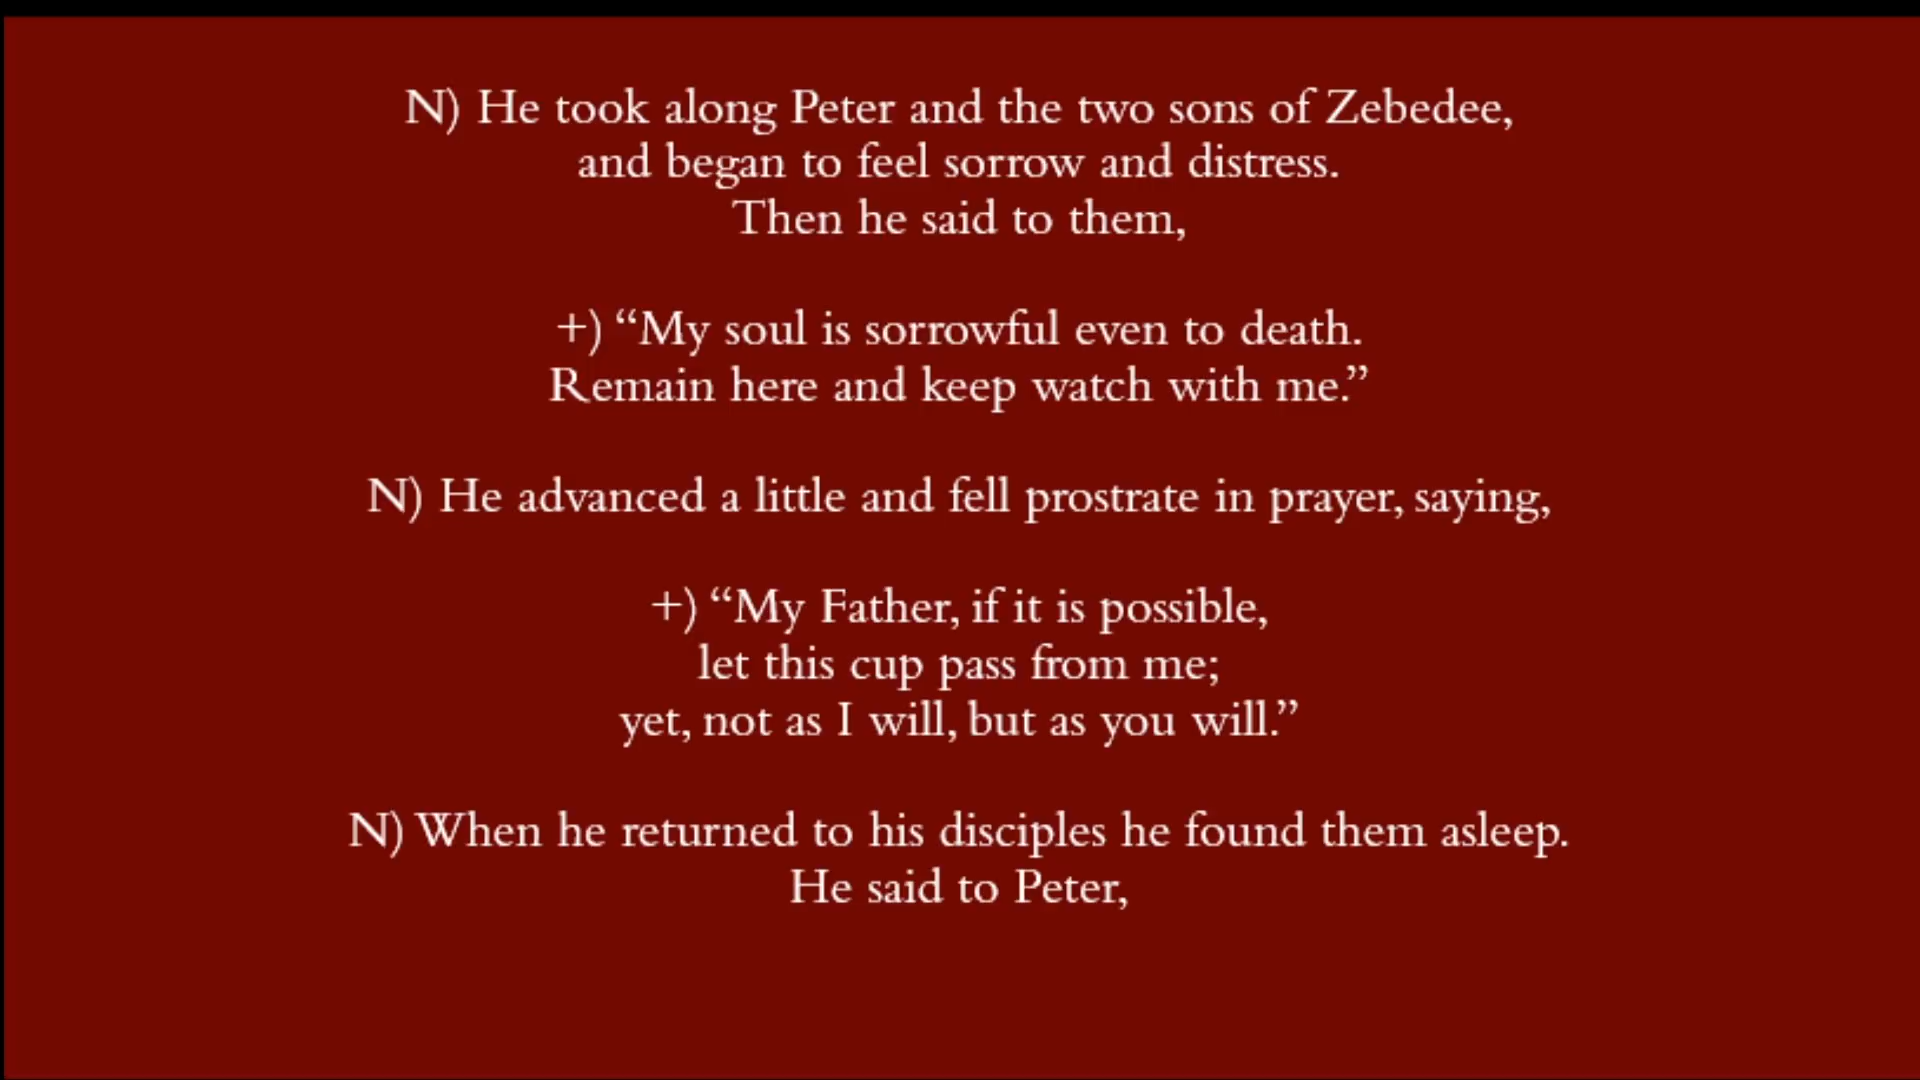 N) He took along Peter and the two sons of Zebedee,
and began to feel sorrow and distress.
Then he said to them,
+) “My soul is sorrowful even to death.
Remain here and keep watch with me.”
N) He advanced a little and fell prostrate in prayer, saying,
+) “My Father, if it is possible,
let this cup pass from me;
yet, not as I will, but as you will.”
N) When he returned to his disciples he found them asleep.
He said to Peter,